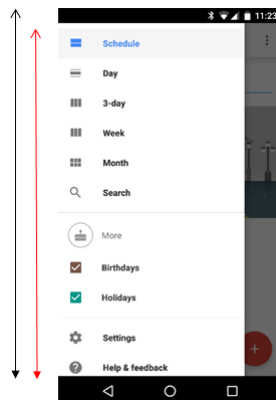 11:23
Schedule
Day
3-day
Week
Month
Search
More
Birthdays
Holidays
Settings
Help & feedback